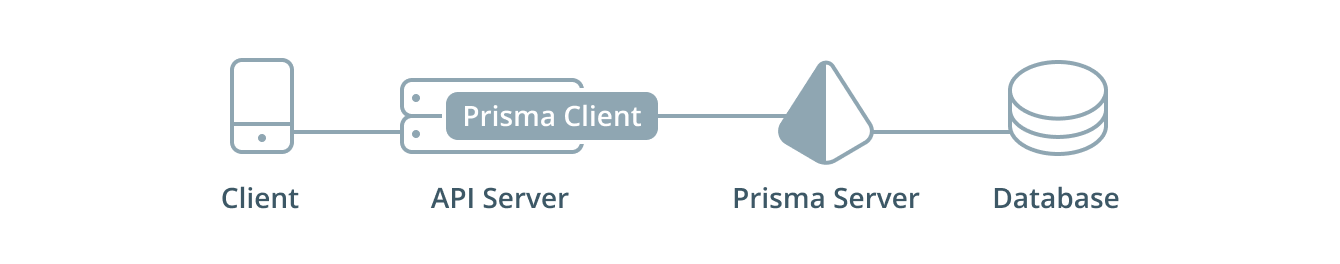 Prisma Client
Client
API Server
Prisma Server
Database